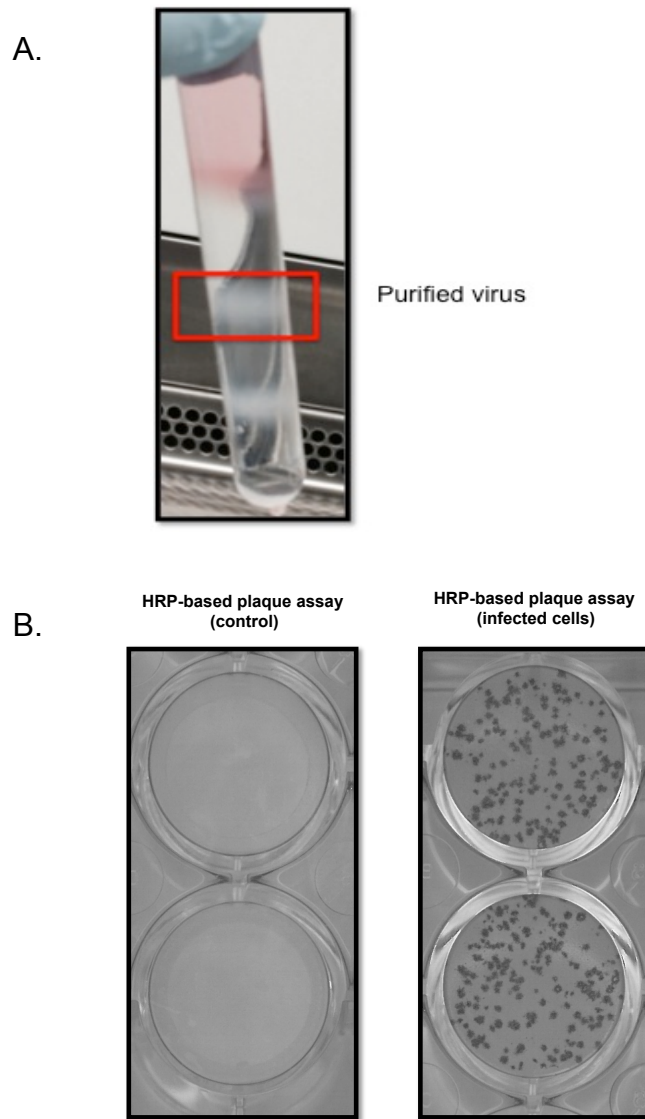 A.
Purified virus
B.
HRP-based plaque assay
(control)
HRP-based plaque assay
(infected cells)